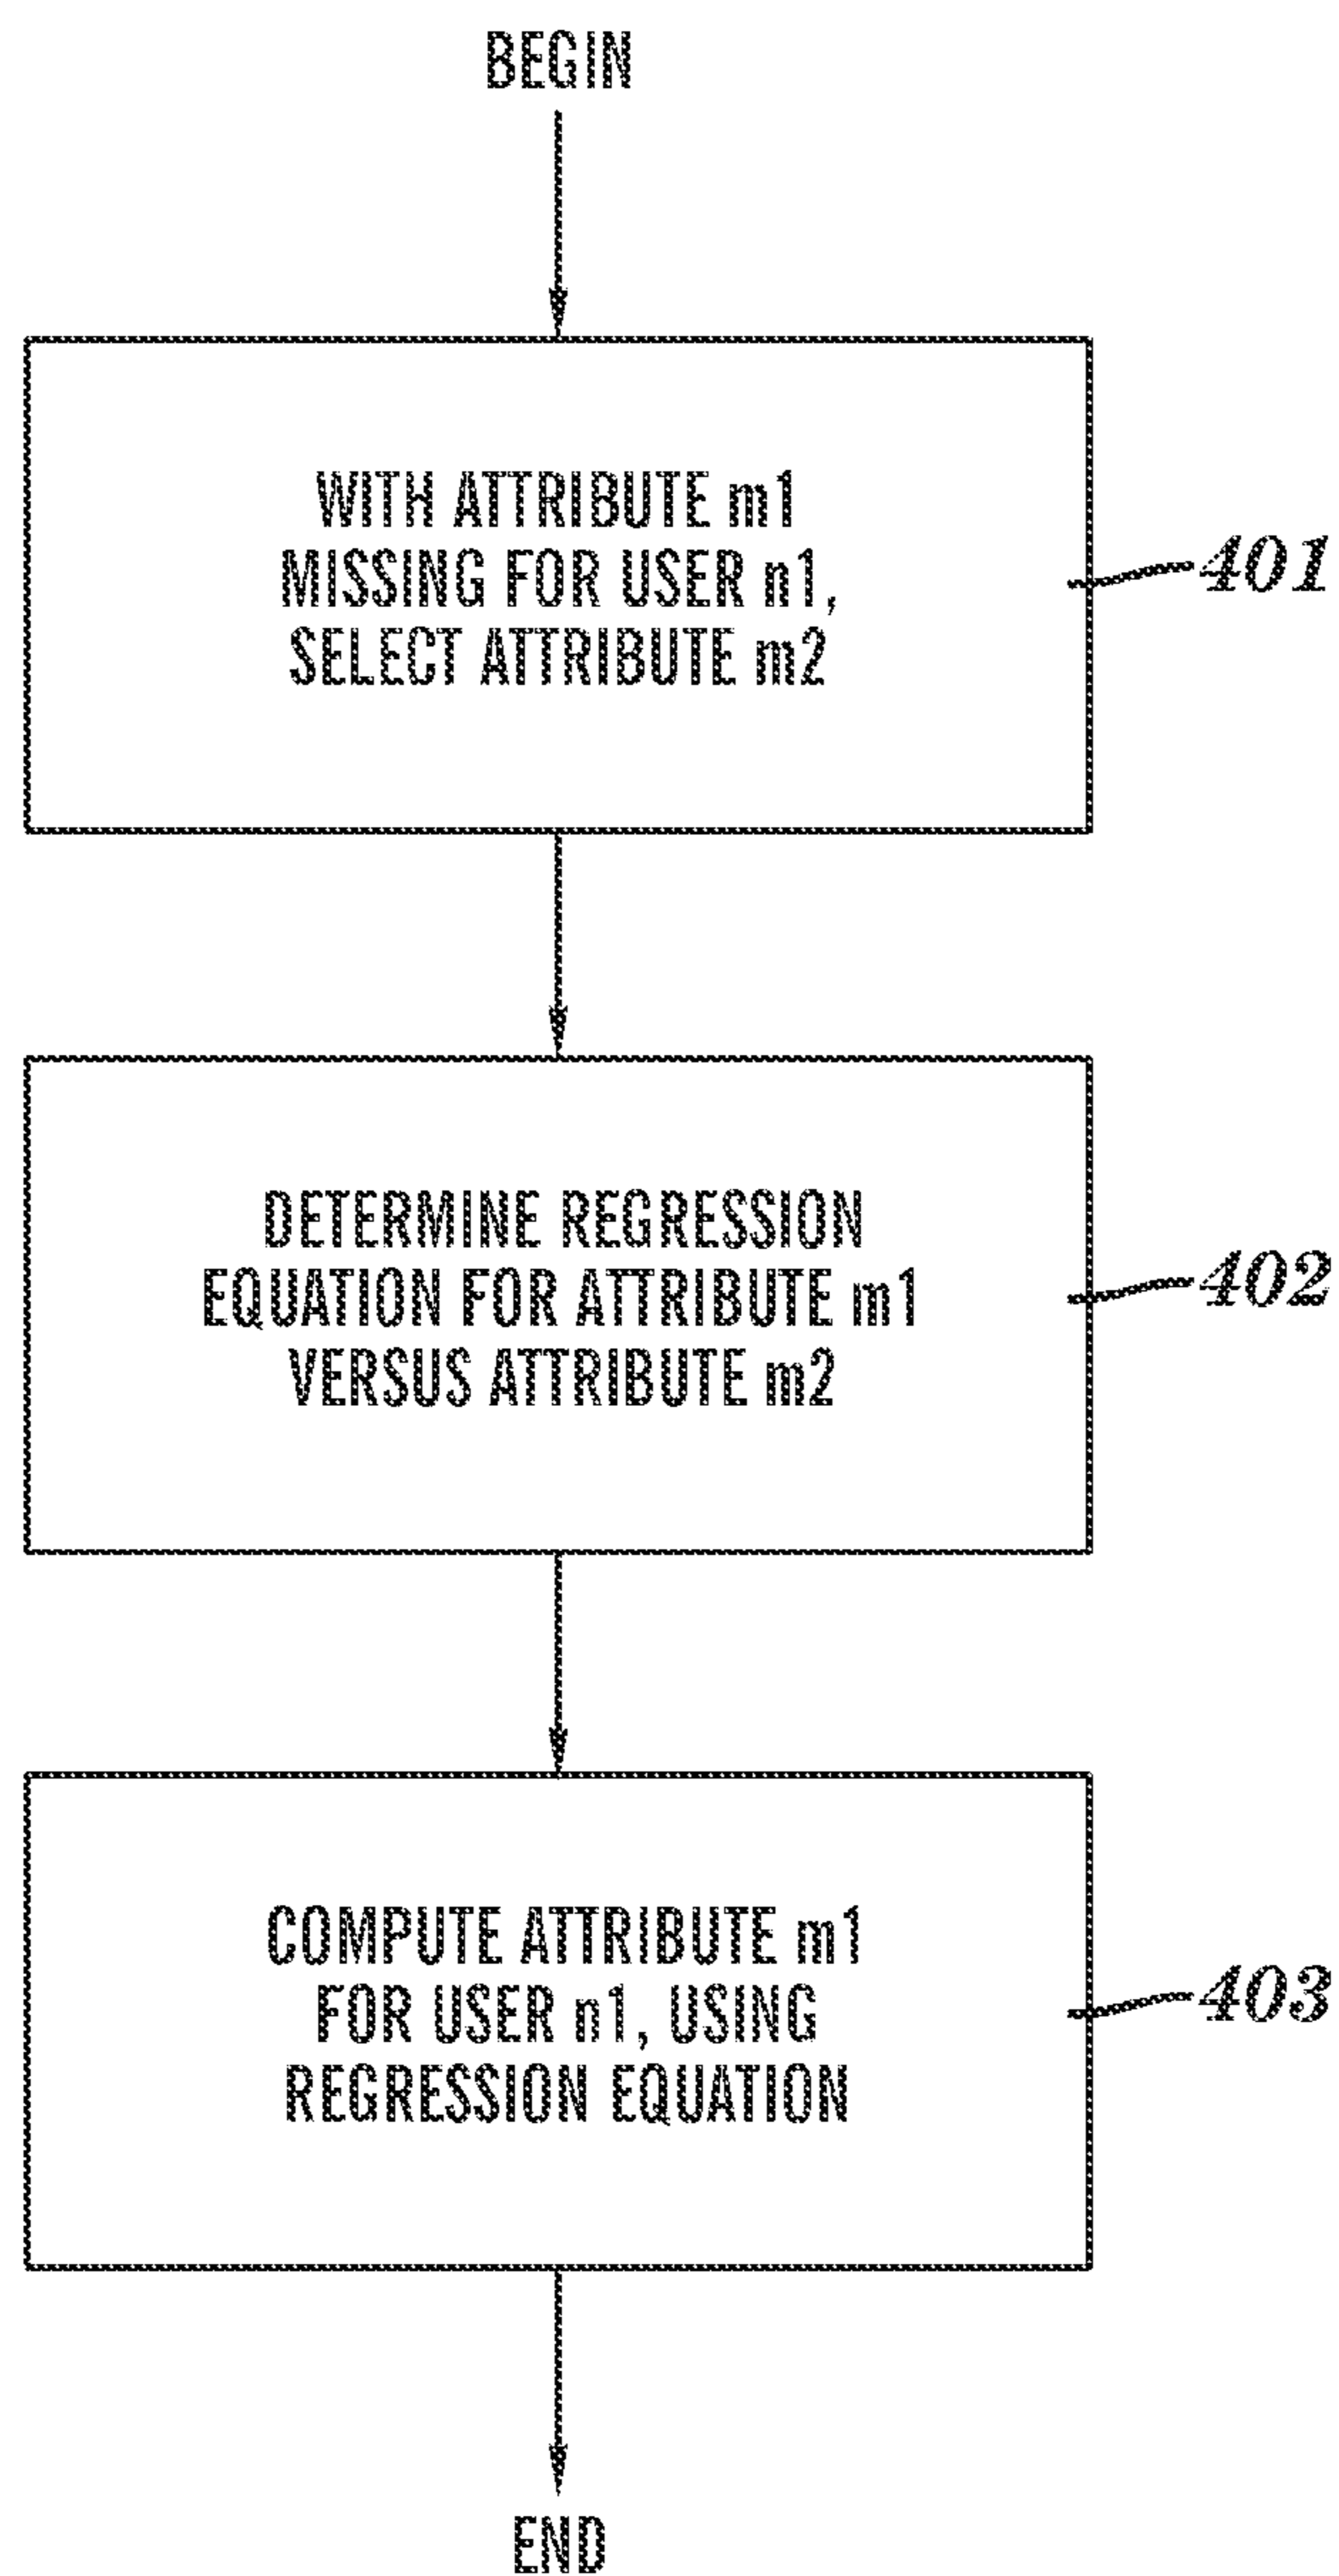 BEGIN
WITH ATTRIBUTE m1
MISSING FOR USER n1,
SELECT ATTRIBUTE m2
401
DETERMINE REGRESSION
EQUATION FOR ATTRIBUTE m1
VERSUS ATTRIBUTE m2
402
COMPUTE ATTRIBUTE m1
FOR USER n1, USING
REGRESSION EQUATION
403
END